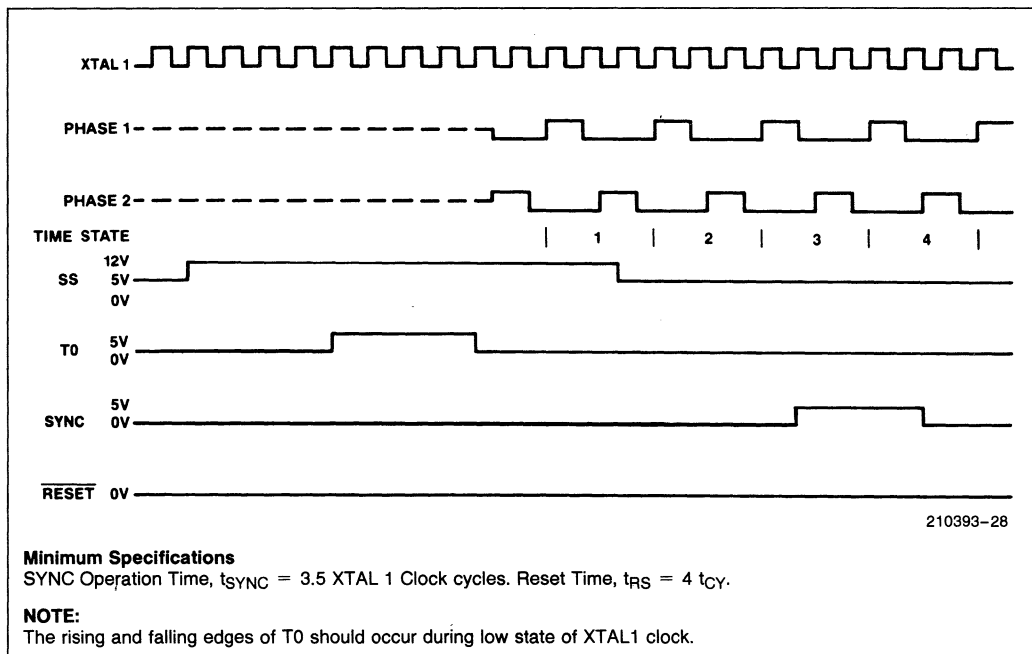 XTAL 1
PHASE 1
PHASE 2
TIME STATE
1 2 3 4
12V
SS 5V
0V
5V
T0 0V
5V
SYNC 0V
RESET 0V
210393-28
Minimum Specifications
SYNC Operation Time, tSYNC = 3.5 XTAL 1 Clock cycles. Reset Time, tRS = 4 tCY.
NOTE:
The rising and falling edges of T0 should occur during low state of XTAL1 clock.